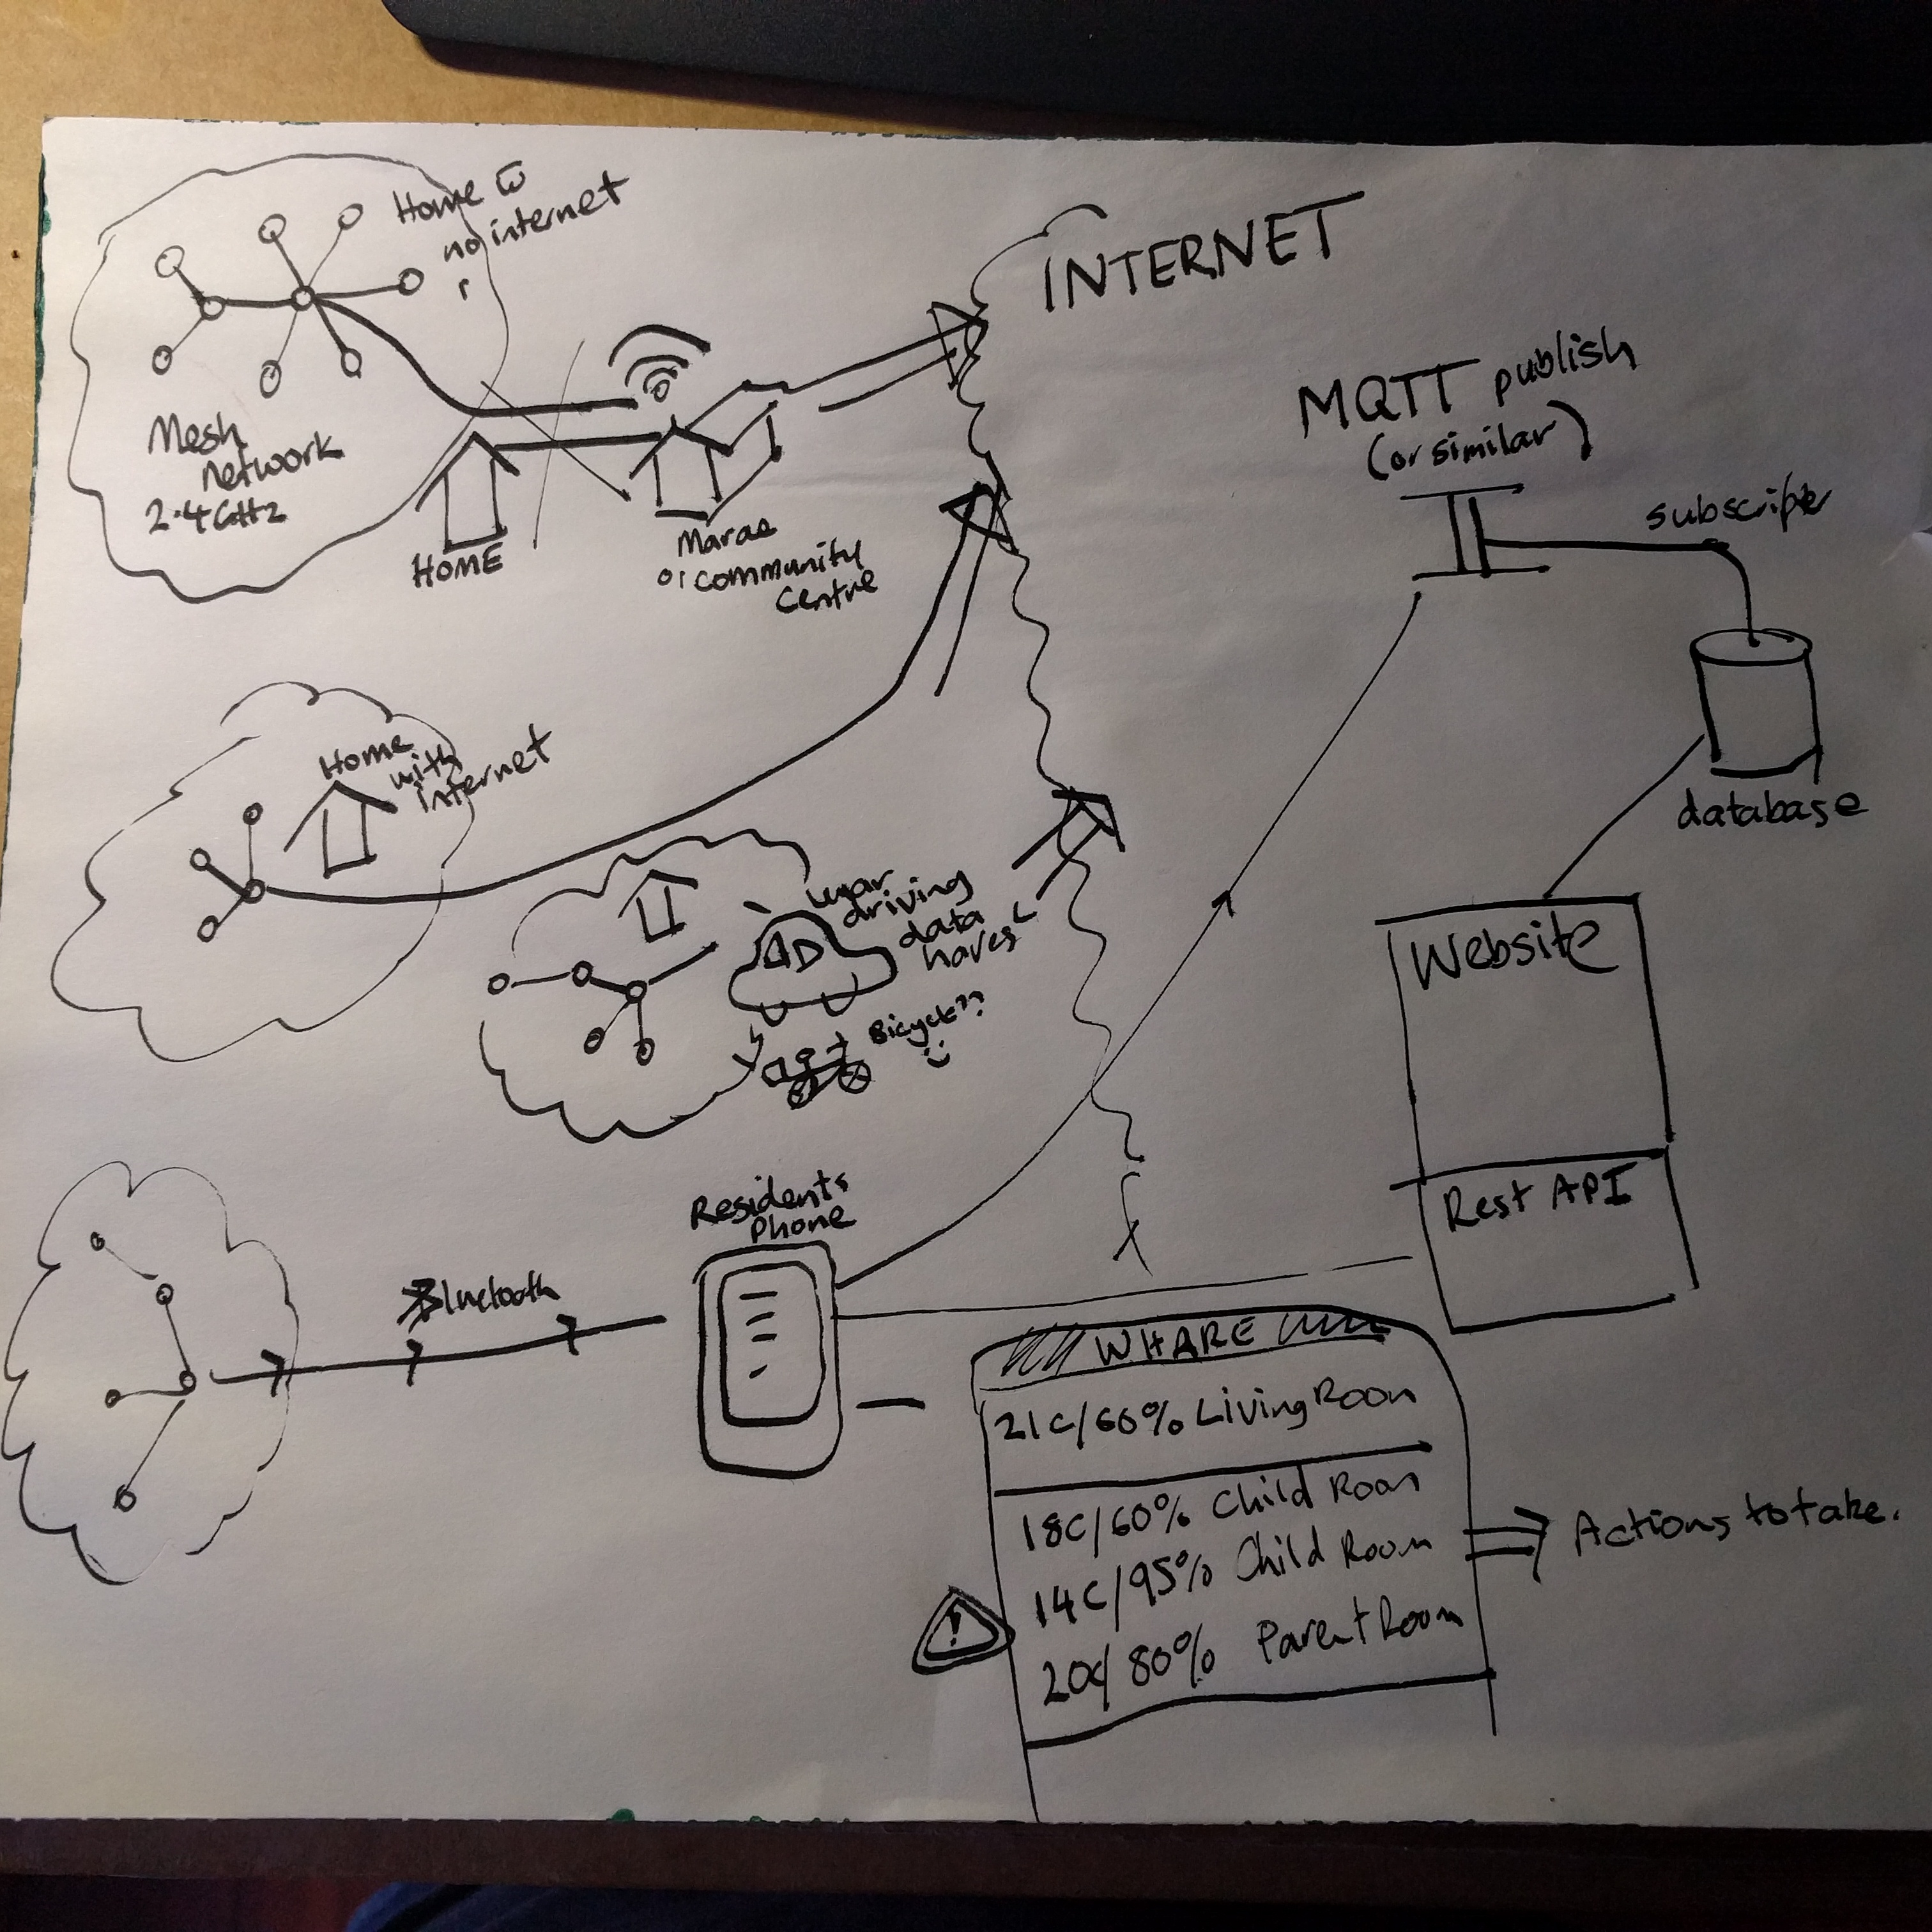 Home w̅
no internet
Mesh
network
2.4GHz
HOME
Marae
or community
centre
INTERNET
MQTT publish
(or similar)
subscribe
database
Website
Rest API
Home
with
internet
driving
data
harvest
AD
Bicycle??
Residents
Phone
Bluetooth
WHARE
21C/60% Living Room
18C/60% Child Room
14C/95% Child Room
20C/80% Parent Room
!
Actions to take.